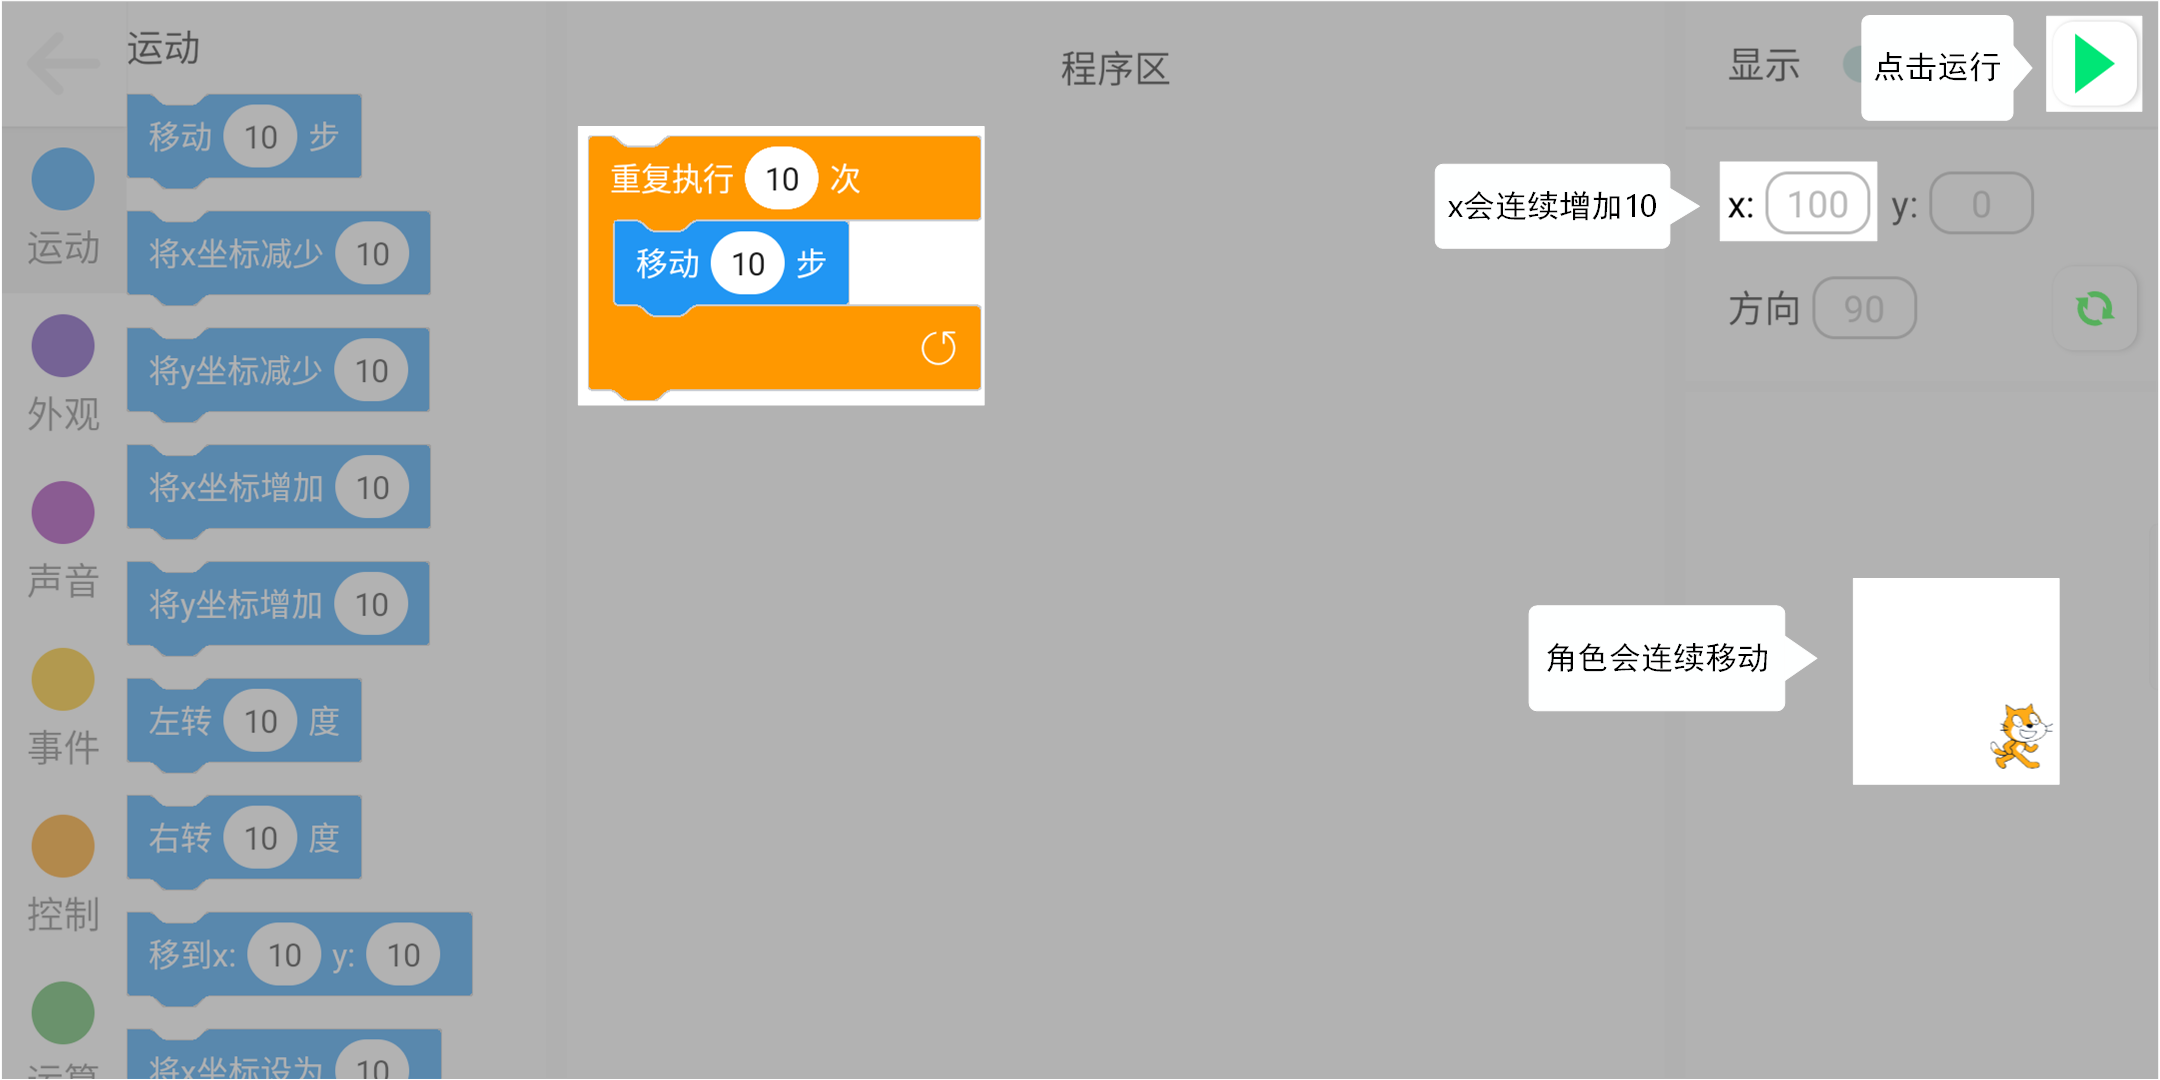 运动
移动 10 步
将x坐标减少 10
将y坐标减少 10
将x坐标增加 10
将y坐标增加 10
左转 10 度
右转 10 度
移到x: 10 y: 10
将x坐标设为 10
运动
外观
声音
事件
控制
运算
程序区
重复执行 10 次
移动 10 步
显示
点击运行
x会连续增加10
x: 100 y: 0
方向 90
角色会连续移动